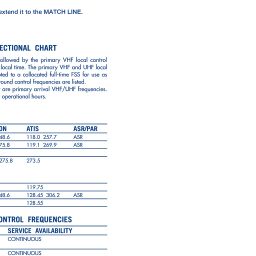 extend it to the MATCH LINE.
ECTIONAL CHART
ollowed by the primary VHF local control
local time. The primary VHF and UHF local
ted to a collocated full-time FSS for use as
ound control frequencies are listed.
are primary arrival VHF/UHF frequencies.
operational hours.
ON ATIS ASR/PAR
48.6 118.0 257.7 ASR
75.8 119.1 269.9 ASR
275.8 273.5
119.75
48.6 128.45 306.2 ASR
128.55
ONTROL FREQUENCIES
SERVICE AVAILABILITY
CONTINUOUS
CONTINUOUS